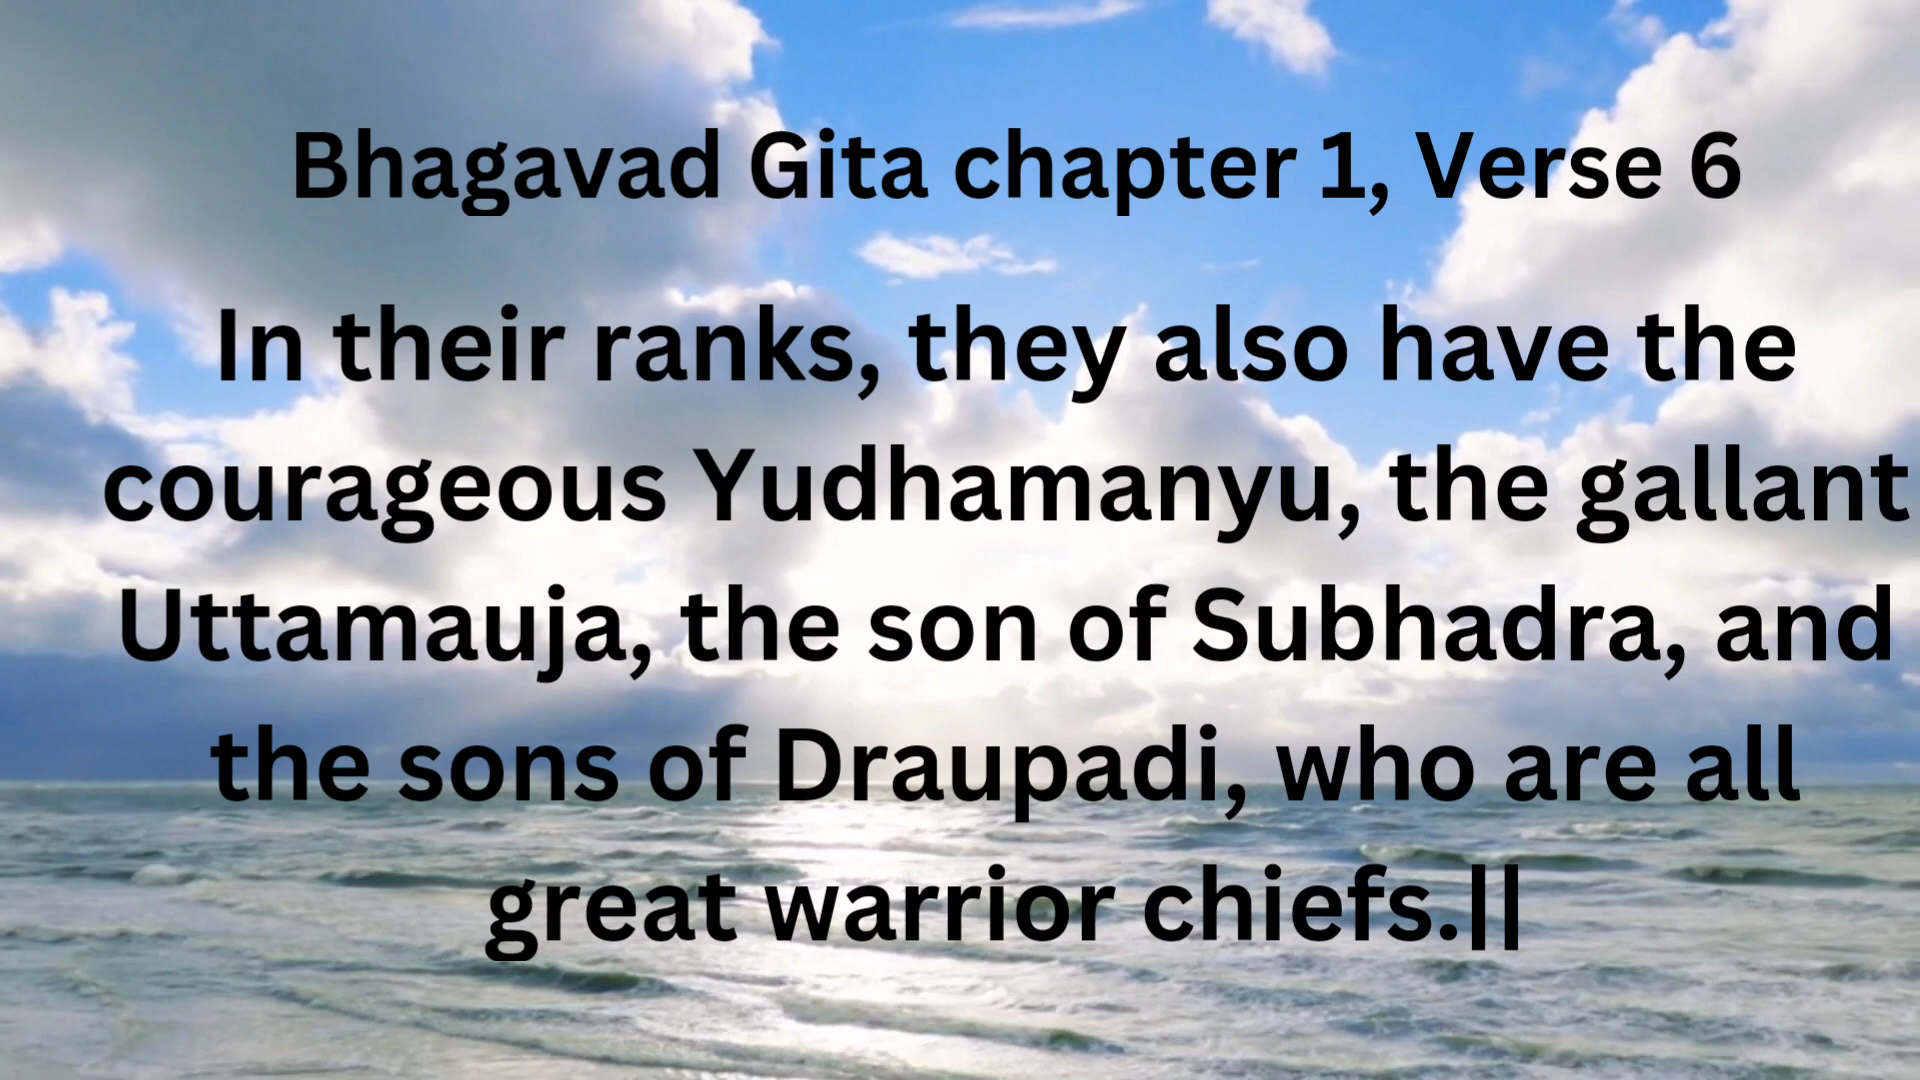 Bhagavad Gita chapter 1, Verse 6
In their ranks, they also have the
courageous Yudhamanyu, the gallant
Uttamauja, the son of Subhadra, and
the sons of Draupadi, who are all
great warrior chiefs.||